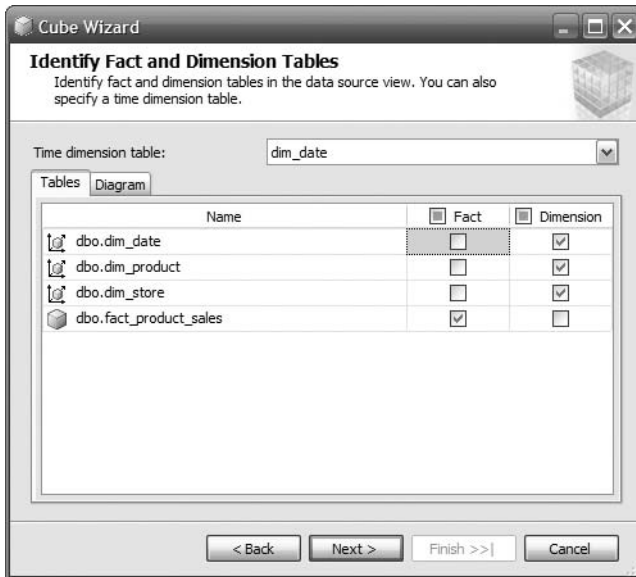 Cube Wizard
Identify Fact and Dimension Tables
Identify fact and dimension tables in the data source view. You can also
specify a time dimension table.
Time dimension table: dim_date
Tables Diagram
Name Fact Dimension
dbo.dim_date
dbo.dim_product
dbo.dim_store
dbo.fact_product_sales
< Back Next > Finish >>| Cancel